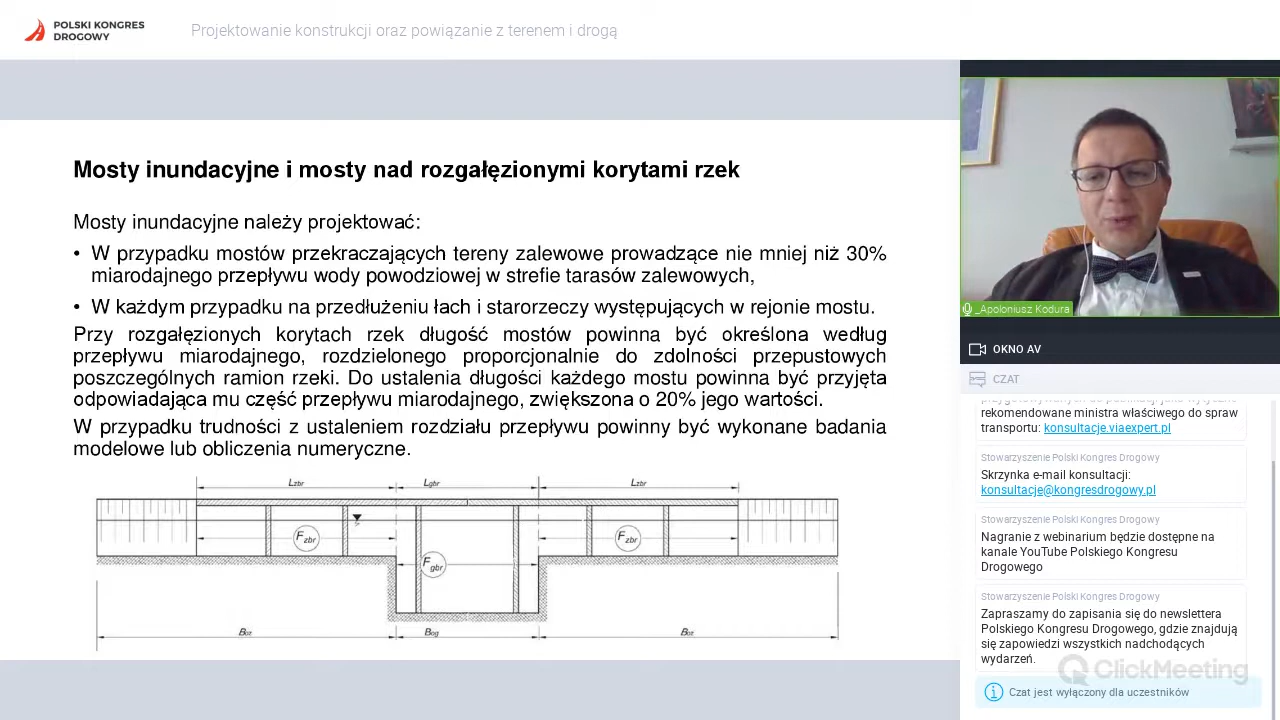 POLSKI KONGRES
DROGOWY
Projektowanie konstrukcji oraz powiązanie z terenem i drogą
Mosty inundacyjne i mosty nad rozgałęzionymi korytami rzek
Mosty inundacyjne należy projektować:
• W przypadku mostów przekraczających tereny zalewowe prowadzące nie mniej niż 30%
miarodajnego przepływu wody powodziowej w strefie tarasów zalewowych,
• W każdym przypadku na przedłużeniu łach i starorzeczy występujących w rejonie mostu.
Przy rozgałęzionych korytach rzek długość mostów powinna być określona według
przepływu miarodajnego, rozdzielonego proporcjonalnie do zdolności przepustowych
poszczególnych ramion rzeki. Do ustalenia długości każdego mostu powinna być przyjęta
odpowiadająca mu część przepływu miarodajnego, zwiększona o 20% jego wartości.
W przypadku trudności z ustaleniem rozdziału przepływu powinny być wykonane badania
modelowe lub obliczenia numeryczne.
Lzbr Lgbr Lzbr
Fzbr Fgbr Fzbr
Boz Bog Boz
_Apoloniusz Kodura
OKNO AV
CZAT
rekomendowane ministra właściwego do spraw
transportu: konsultacje.viaexpert.pl
Stowarzyszenie Polski Kongres Drogowy
Skrzynka e-mail konsultacji:
konsultacje@kongresdrogowy.pl
Stowarzyszenie Polski Kongres Drogowy
Nagranie z webinarium będzie dostępne na
kanale YouTube Polskiego Kongresu
Drogowego
Stowarzyszenie Polski Kongres Drogowy
Zapraszamy do zapisania się do newslettera
Polskiego Kongresu Drogowego, gdzie znajdują
się zapowiedzi wszystkich nadchodzących
wydarzeń.
ClickMeeting
Czat jest wyłączony dla uczestników